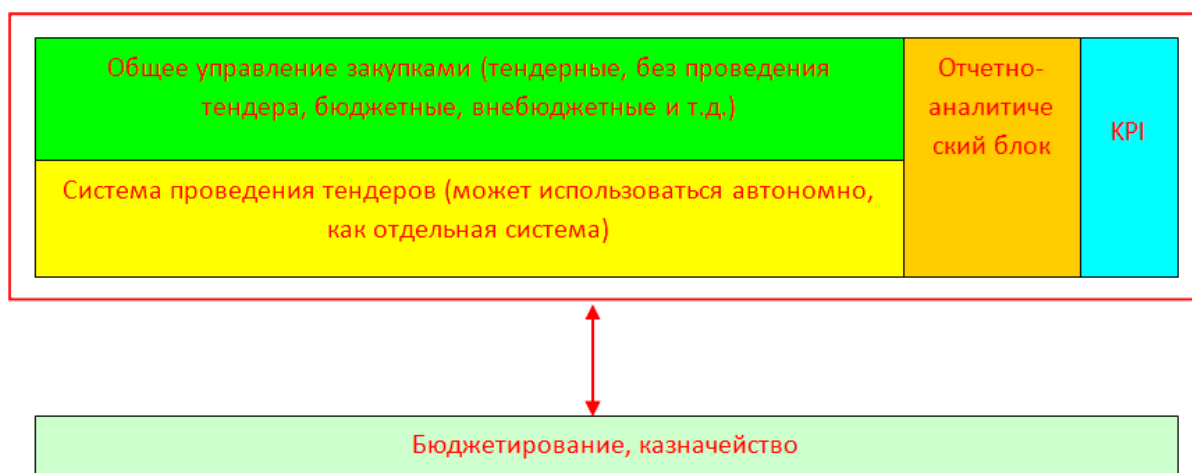 Общее управление закупками (тендерные, без проведения
тендера, бюджетные, внебюджетные и т.д.)
Система проведения тендеров (может использоваться автономно,
как отдельная система)
Отчетно-
аналитиче
ский блок
KPI
Бюджетирование, казначейство